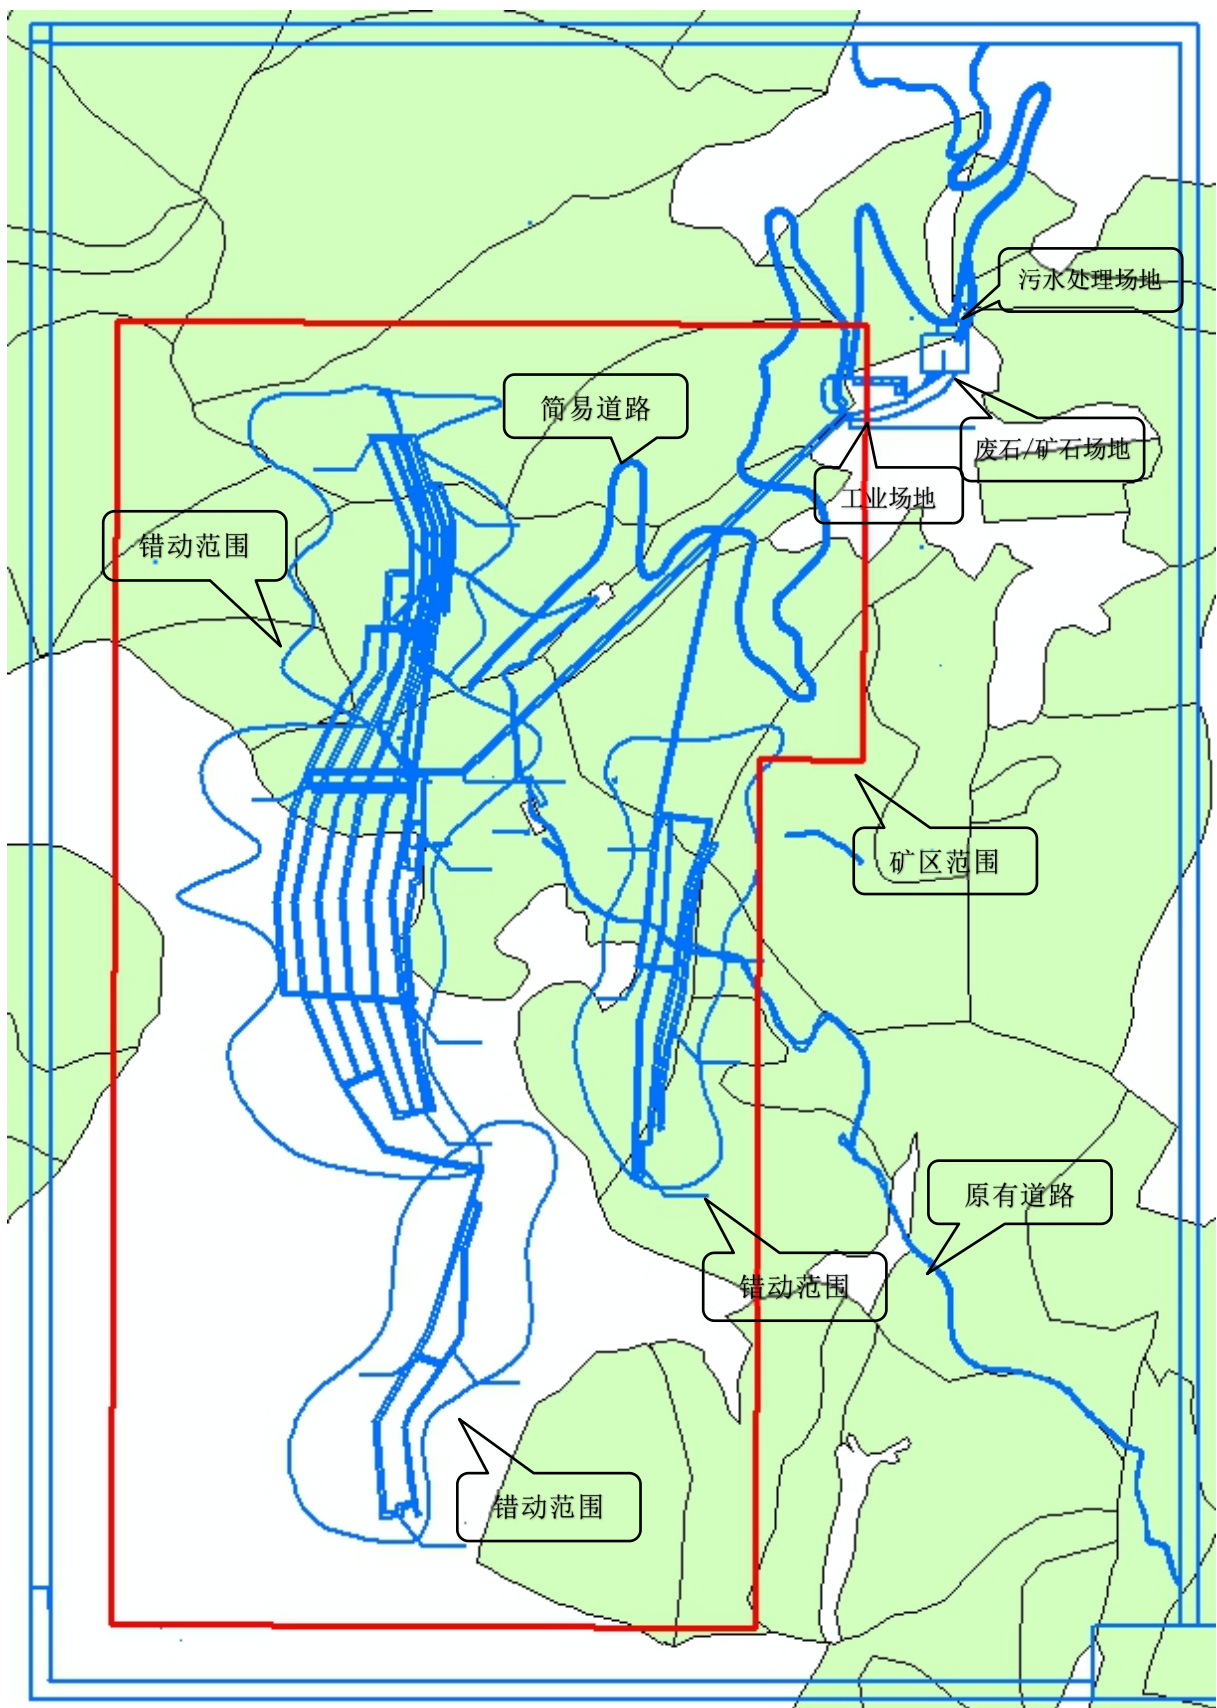 污水处理场地
简易道路
废石/矿石场地
工业场地
错动范围
矿区范围
原有道路
错动范围
错动范围